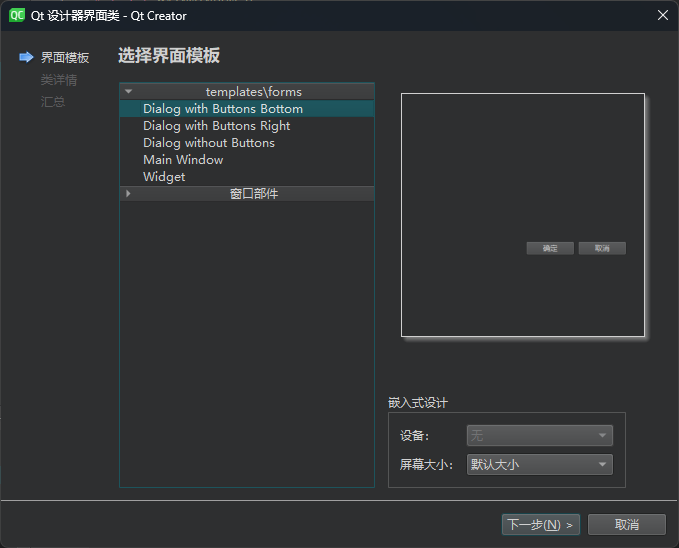 Qt 设计器界面类 - Qt Creator
界面模板
类详情
汇总
选择界面模板
templates\forms
Dialog with Buttons Bottom
Dialog with Buttons Right
Dialog without Buttons
Main Window
Widget
窗口部件
确定 取消
嵌入式设计
设备： 无
屏幕大小： 默认大小
下一步(N) > 取消